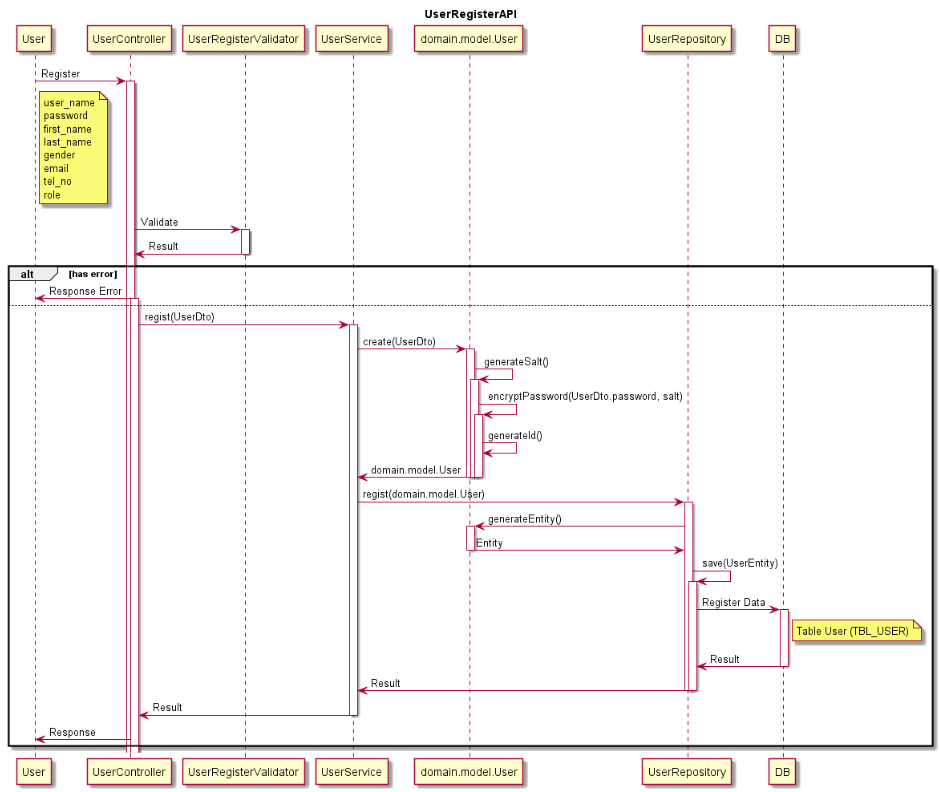 UserRegisterAPI
User
UserController
UserRegisterValidator
UserService
domain.model.User
UserRepository
DB
Register
user_name
password
first_name
last_name
gender
email
tel_no
role
Validate
Result
alt
[has error]
Response Error
regist(UserDto)
create(UserDto)
generateSalt()
encryptPassword(UserDto.password, salt)
generateId()
domain.model.User
regist(domain.model.User)
generateEntity()
Entity
save(UserEntity)
Register Data
Table User (TBL_USER)
Result
Result
Result
Response
User
UserController
UserRegisterValidator
UserService
domain.model.User
UserRepository
DB